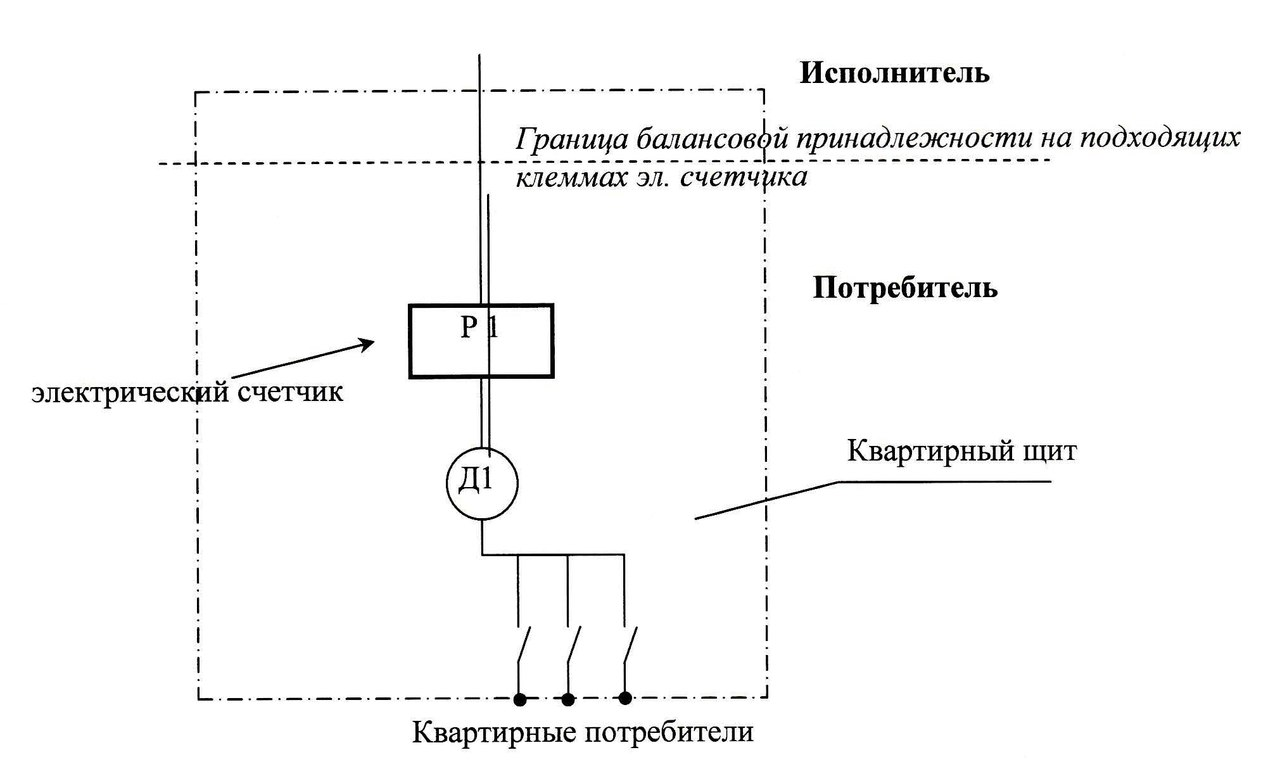 Исполнитель
Граница балансовой принадлежности на подходящих
клеммах эл. счетчика
Потребитель
Р 1
электрический счетчик
Квартирный щит
Д1
Квартирные потребители